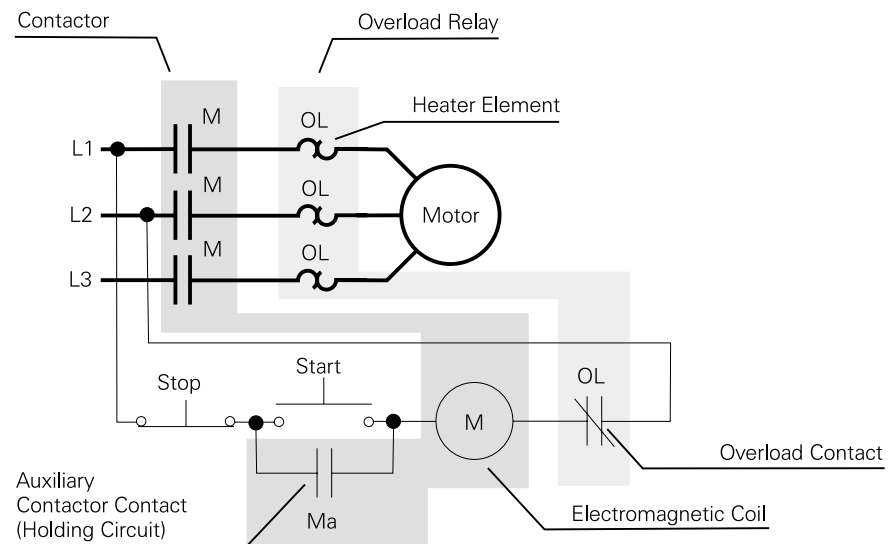 Contactor
Overload Relay
Heater Element
M
OL
L1
M
OL
L2
Motor
M
OL
L3
Stop
Start
OL
M
Overload Contact
Auxiliary
Contactor Contact
(Holding Circuit)
Ma
Electromagnetic Coil